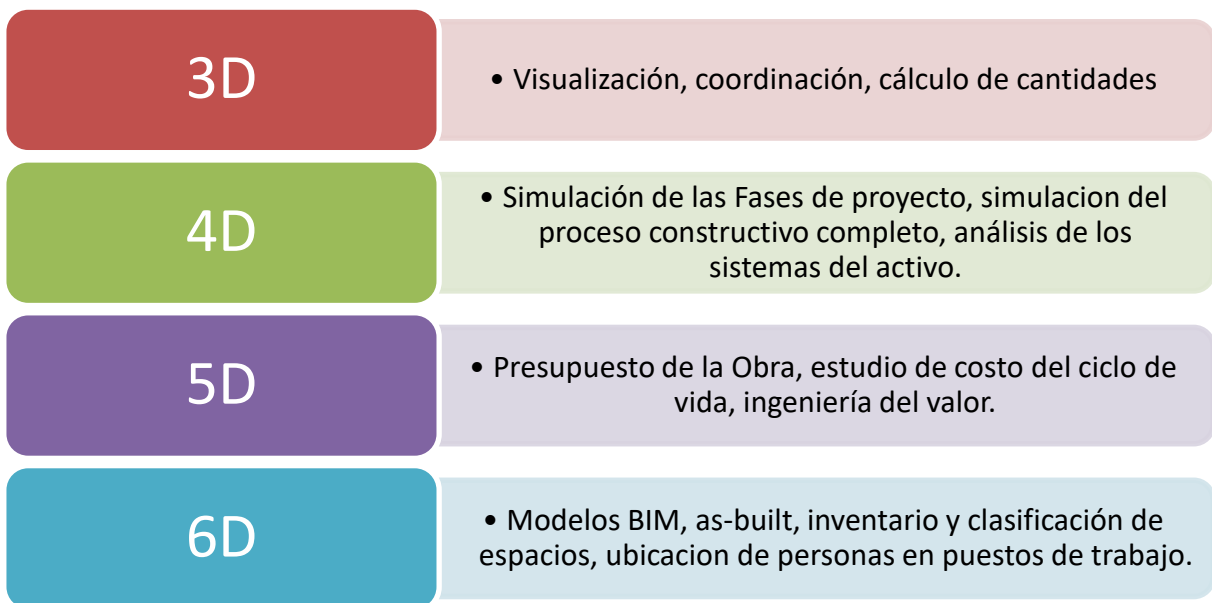 3D
• Visualización, coordinación, cálculo de cantidades
4D
• Simulación de las Fases de proyecto, simulacion del
proceso constructivo completo, análisis de los
sistemas del activo.
5D
• Presupuesto de la Obra, estudio de costo del ciclo de
vida, ingeniería del valor.
6D
• Modelos BIM, as-built, inventario y clasificación de
espacios, ubicacion de personas en puestos de trabajo.